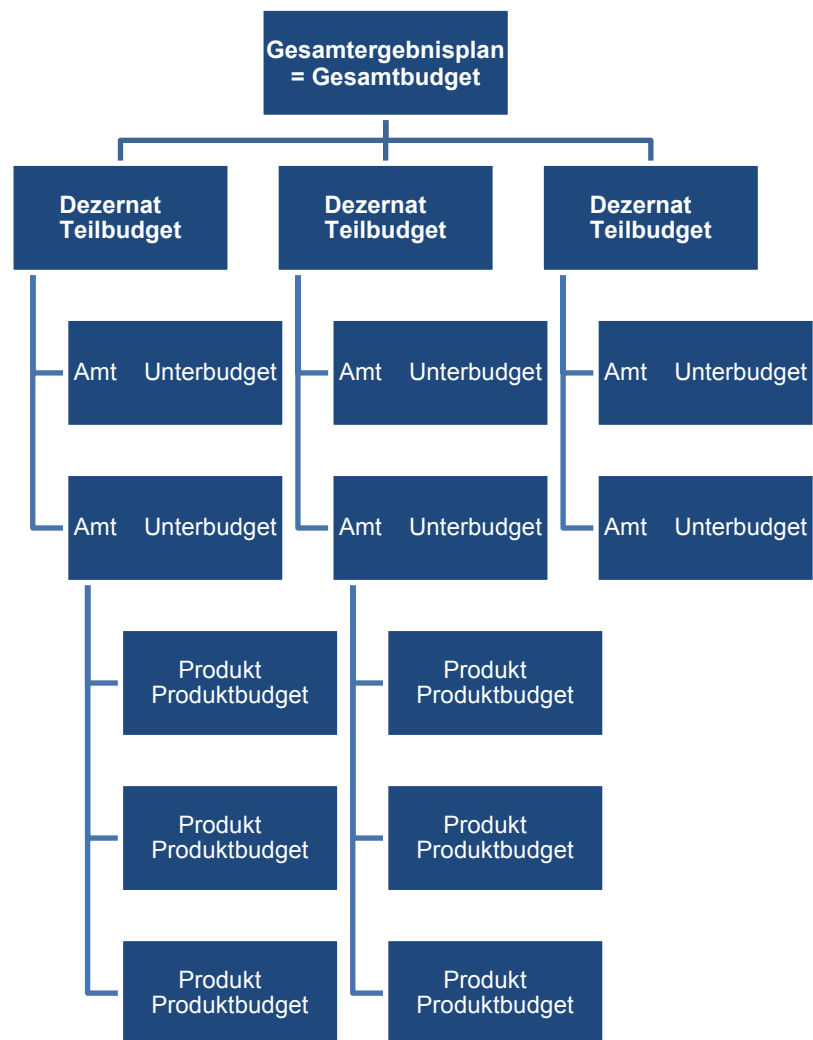 Gesamtergebnisplan
= Gesamtbudget
Dezernat
Teilbudget
Dezernat
Teilbudget
Dezernat
Teilbudget
Amt Unterbudget
Amt Unterbudget
Amt Unterbudget
Amt Unterbudget
Amt Unterbudget
Amt Unterbudget
Produkt
Produktbudget
Produkt
Produktbudget
Produkt
Produktbudget
Produkt
Produktbudget
Produkt
Produktbudget
Produkt
Produktbudget